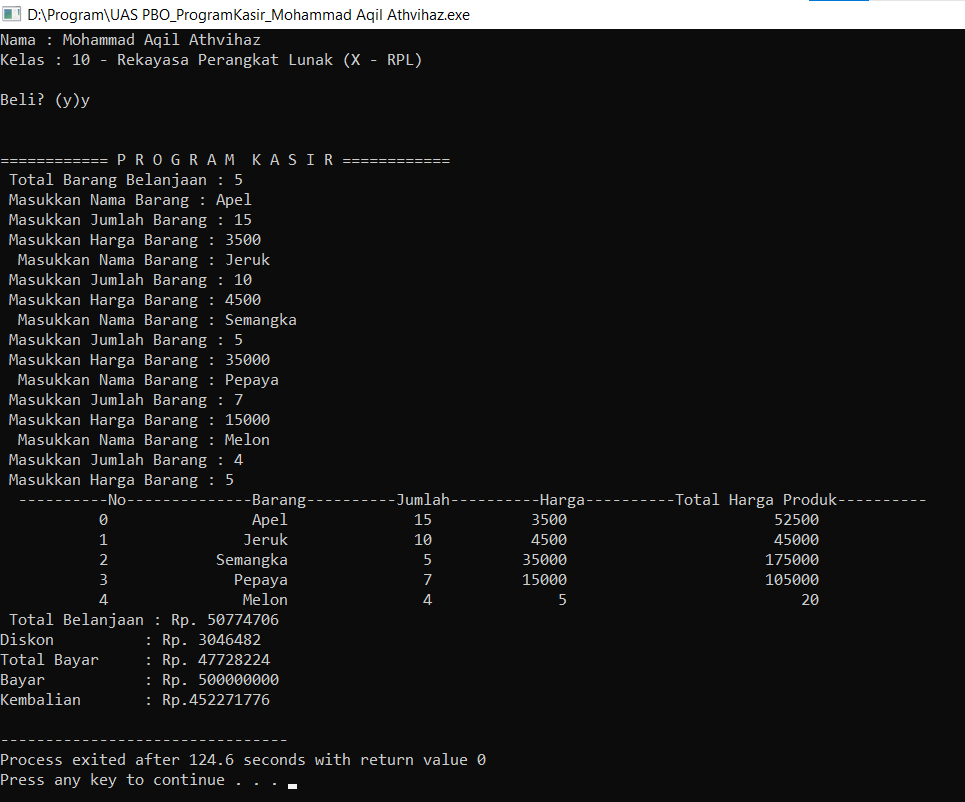 D:\Program\UAS PBO_ProgramKasir_Mohammad Aqil Athvihaz.exe
Nama : Mohammad Aqil Athvihaz
Kelas : 10 - Rekayasa Perangkat Lunak (X - RPL)
Beli? (y)y
============ P R O G R A M  K A S I R ============
Total Barang Belanjaan : 5
Masukkan Nama Barang : Apel
Masukkan Jumlah Barang : 15
Masukkan Harga Barang : 3500
Masukkan Nama Barang : Jeruk
Masukkan Jumlah Barang : 10
Masukkan Harga Barang : 4500
Masukkan Nama Barang : Semangka
Masukkan Jumlah Barang : 5
Masukkan Harga Barang : 35000
Masukkan Nama Barang : Pepaya
Masukkan Jumlah Barang : 7
Masukkan Harga Barang : 15000
Masukkan Nama Barang : Melon
Masukkan Jumlah Barang : 4
Masukkan Harga Barang : 5
----------No--------------Barang----------Jumlah----------Harga----------Total Harga Produk----------
0 Apel 15 3500 52500
1 Jeruk 10 4500 45000
2 Semangka 5 35000 175000
3 Pepaya 7 15000 105000
4 Melon 4 5 20
Total Belanjaan : Rp. 50774706
Diskon : Rp. 3046482
Total Bayar : Rp. 47728224
Bayar : Rp. 500000000
Kembalian : Rp.452271776
--------------------------------
Process exited after 124.6 seconds with return value 0
Press any key to continue . . .